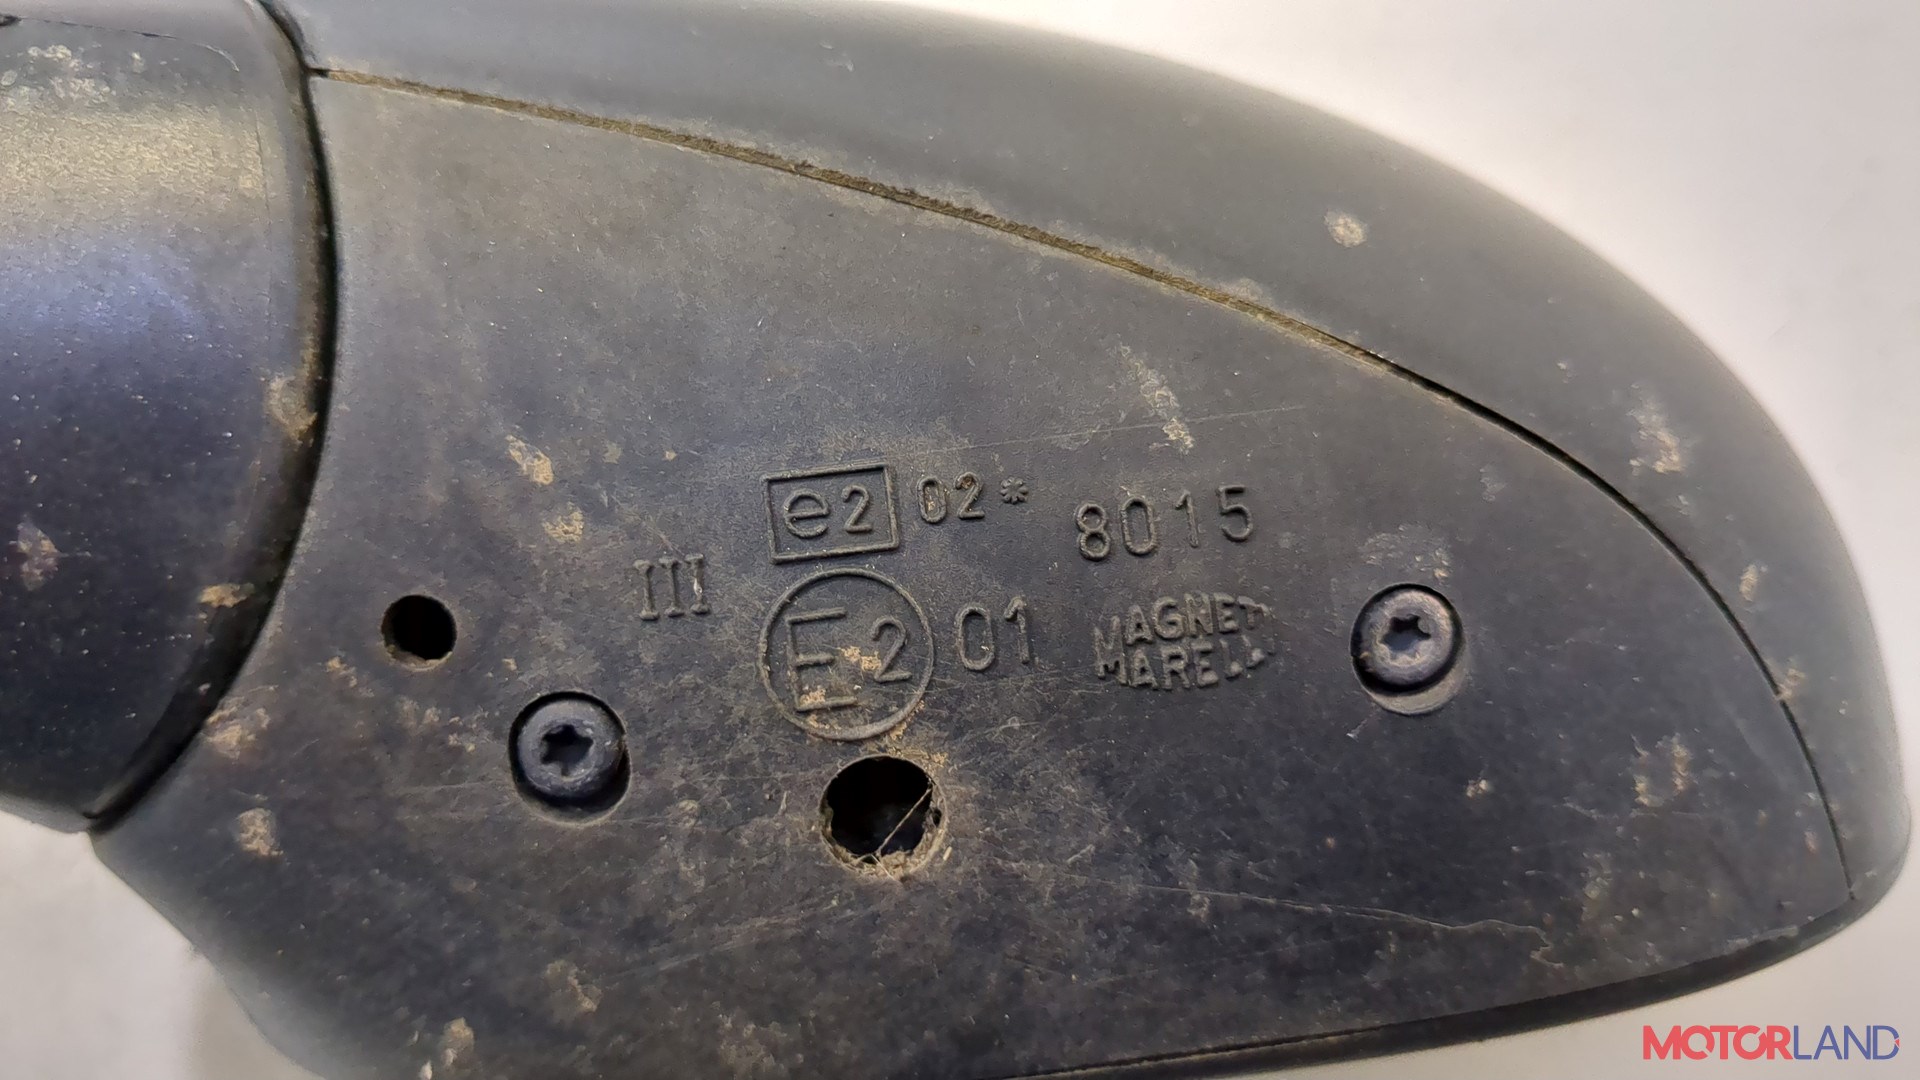 e2 02* 8015
III E2 01 MAGNETI
MARELLI
MOTORLAND